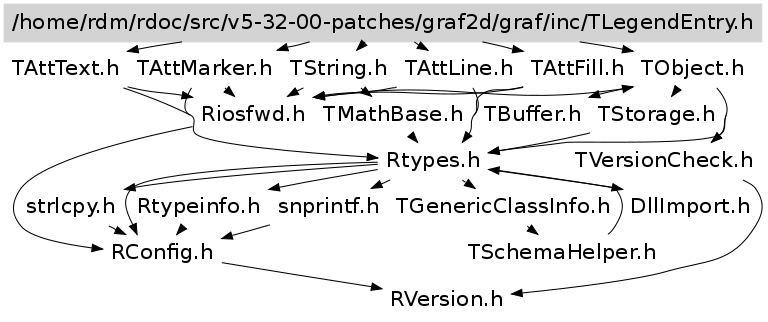 /home/rdm/rdoc/src/v5-32-00-patches/graf2d/graf/inc/TLegendEntry.h
TAttText.h TAttMarker.h TString.h TAttLine.h TAttFill.h TObject.h
Riosfwd.h TMathBase.h TBuffer.h TStorage.h
Rtypes.h TVersionCheck.h
strlcpy.h Rtypeinfo.h snprintf.h TGenericClassInfo.h DllImport.h
RConfig.h TSchemaHelper.h
RVersion.h